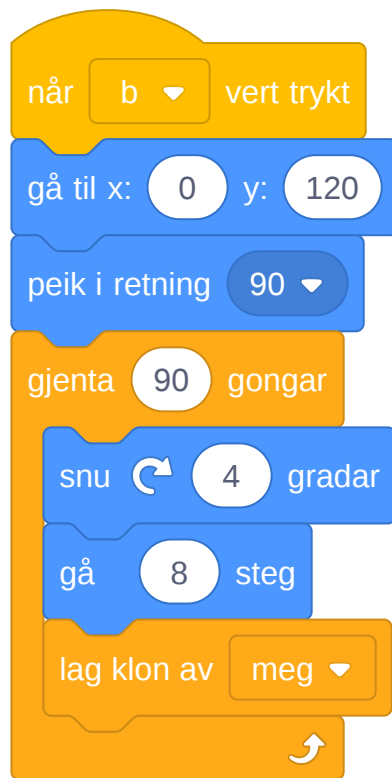 når b vert trykt
gå til x: 0 y: 120
peik i retning 90
gjenta 90 gongar
snu 4 gradar
gå 8 steg
lag klon av meg